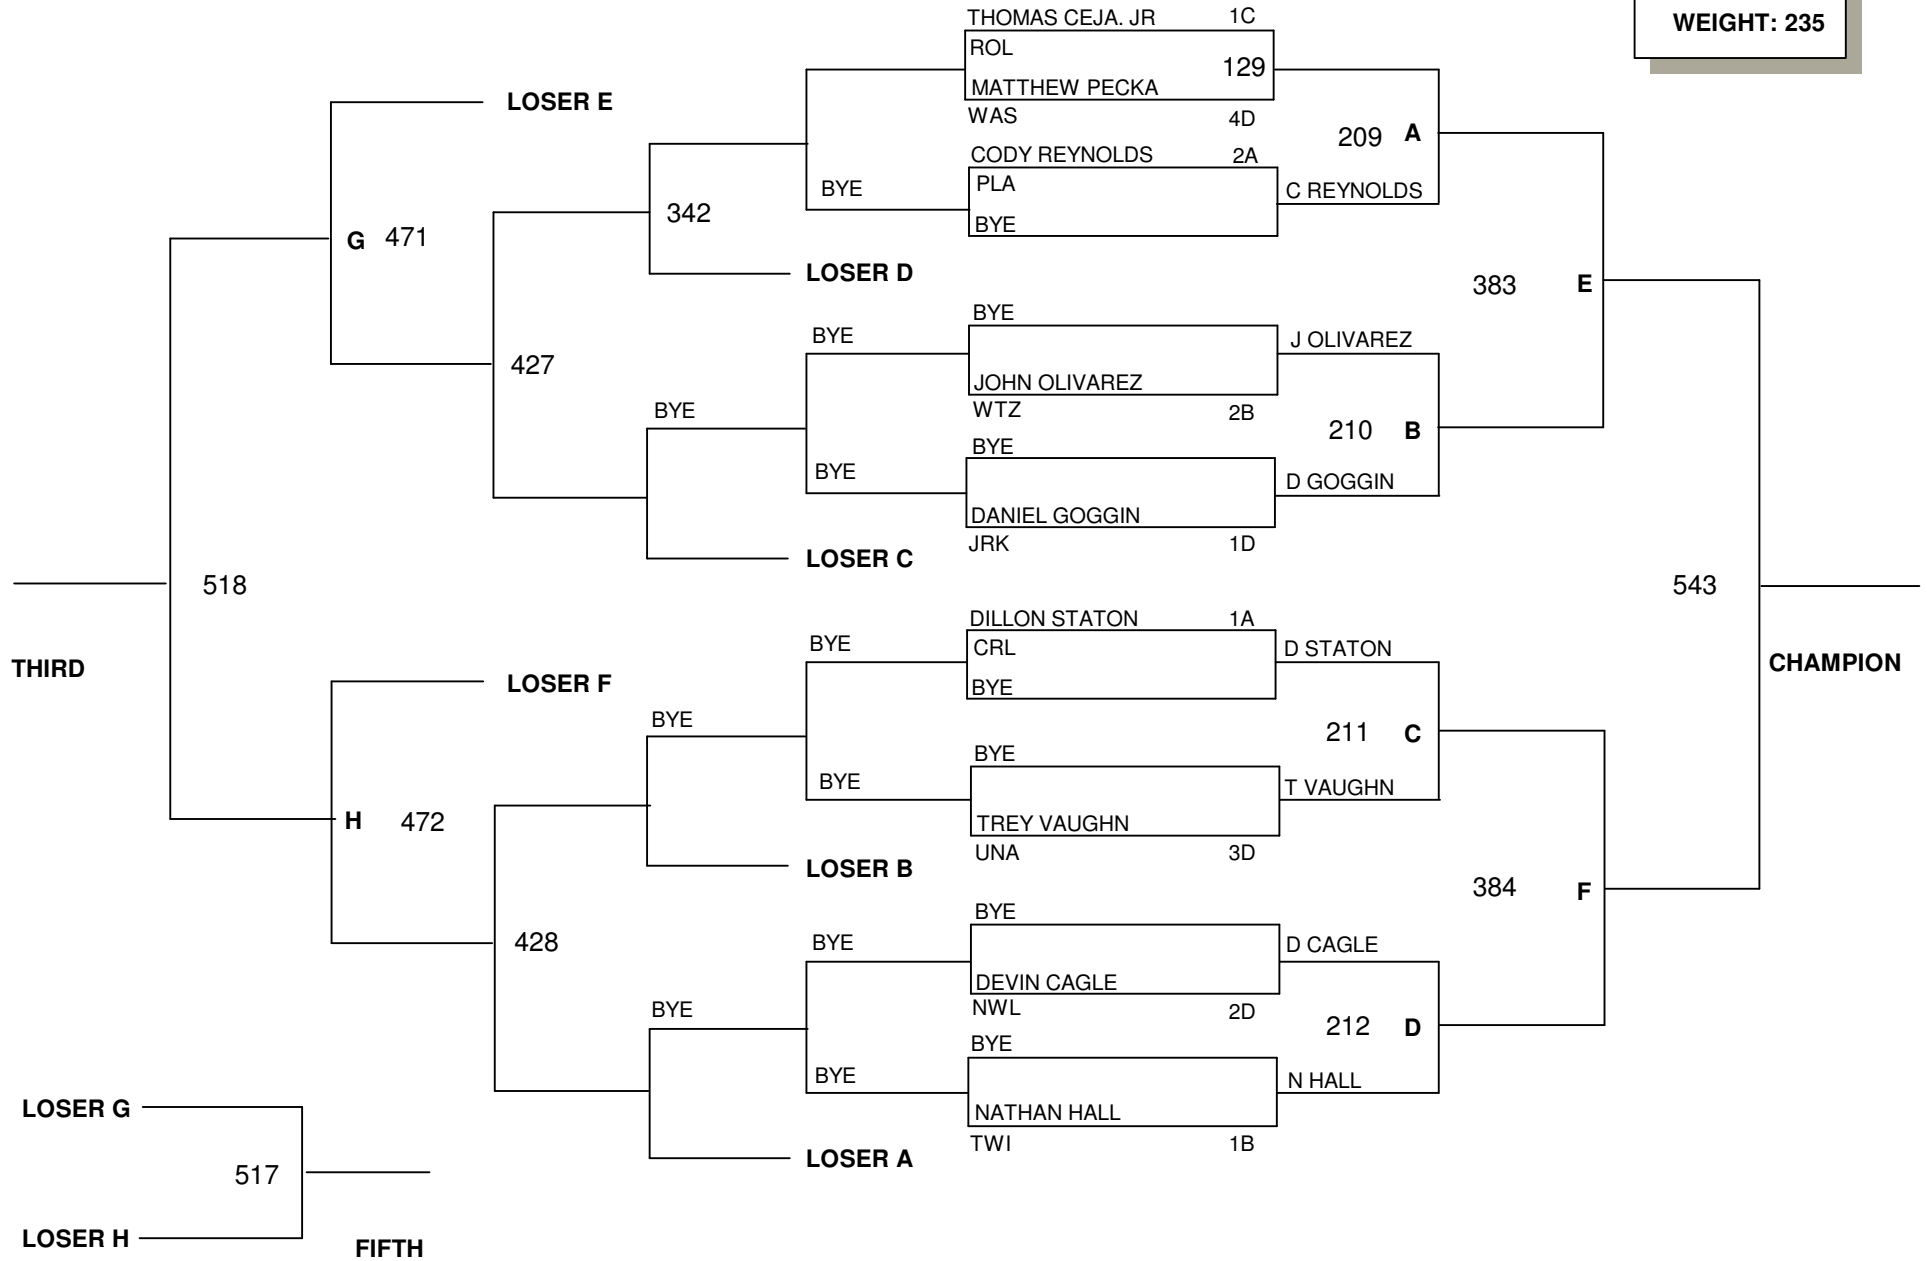 WEIGHT: 235
THOMAS CEJA. JR 1C
ROL
129
MATTHEW PECKA
WAS 4D
LOSER E
209 A
CODY REYNOLDS 2A
PLA
BYE
C REYNOLDS
BYE
342
G 471
LOSER D
383 E
BYE
BYE
J OLIVAREZ
427
JOHN OLIVAREZ
WTZ 2B
BYE
210 B
BYE
BYE
D GOGGIN
DANIEL GOGGIN
JRK 1D
LOSER C
518
543
DILLON STATON 1A
BYE
CRL
D STATON
THIRD
CHAMPION
LOSER F
BYE
BYE
211 C
BYE
BYE
T VAUGHN
H 472
TREY VAUGHN
UNA 3D
LOSER B
384 F
BYE
428
BYE
D CAGLE
DEVIN CAGLE
NWL 2D
BYE
212 D
BYE
BYE
N HALL
LOSER G
NATHAN HALL
TWI 1B
LOSER A
517
LOSER H
FIFTH